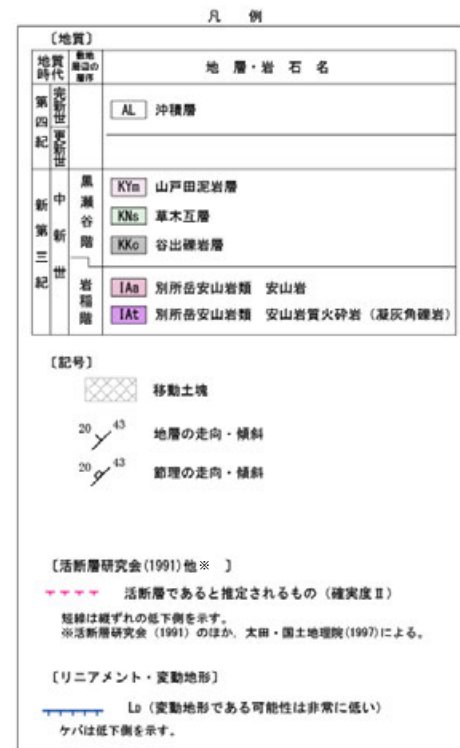 凡 例
〔地質〕
地質時代
敷地周辺の層序
地 層・岩 石 名
第四紀
完新世
更新世
AL 沖積層
新第三紀
中新世
黒瀬谷階
KYm 山戸田泥岩層
KNs 草木互層
KKo 谷出礫岩層
岩稲階
IAa 別所岳安山岩類 安山岩
IAt 別所岳安山岩類 安山岩質火砕岩（凝灰角礫岩）
〔記号〕
移動土塊
20 43 地層の走向・傾斜
20 43 節理の走向・傾斜
〔活断層研究会(1991)他※ 〕
活断層であると推定されるもの（確実度Ⅱ）
短線は縦ずれの低下側を示す。
※活断層研究会（1991）のほか，太田・国土地理院(1997)による。
〔リニアメント・変動地形〕
LD（変動地形である可能性は非常に低い）
ケバは低下側を示す。